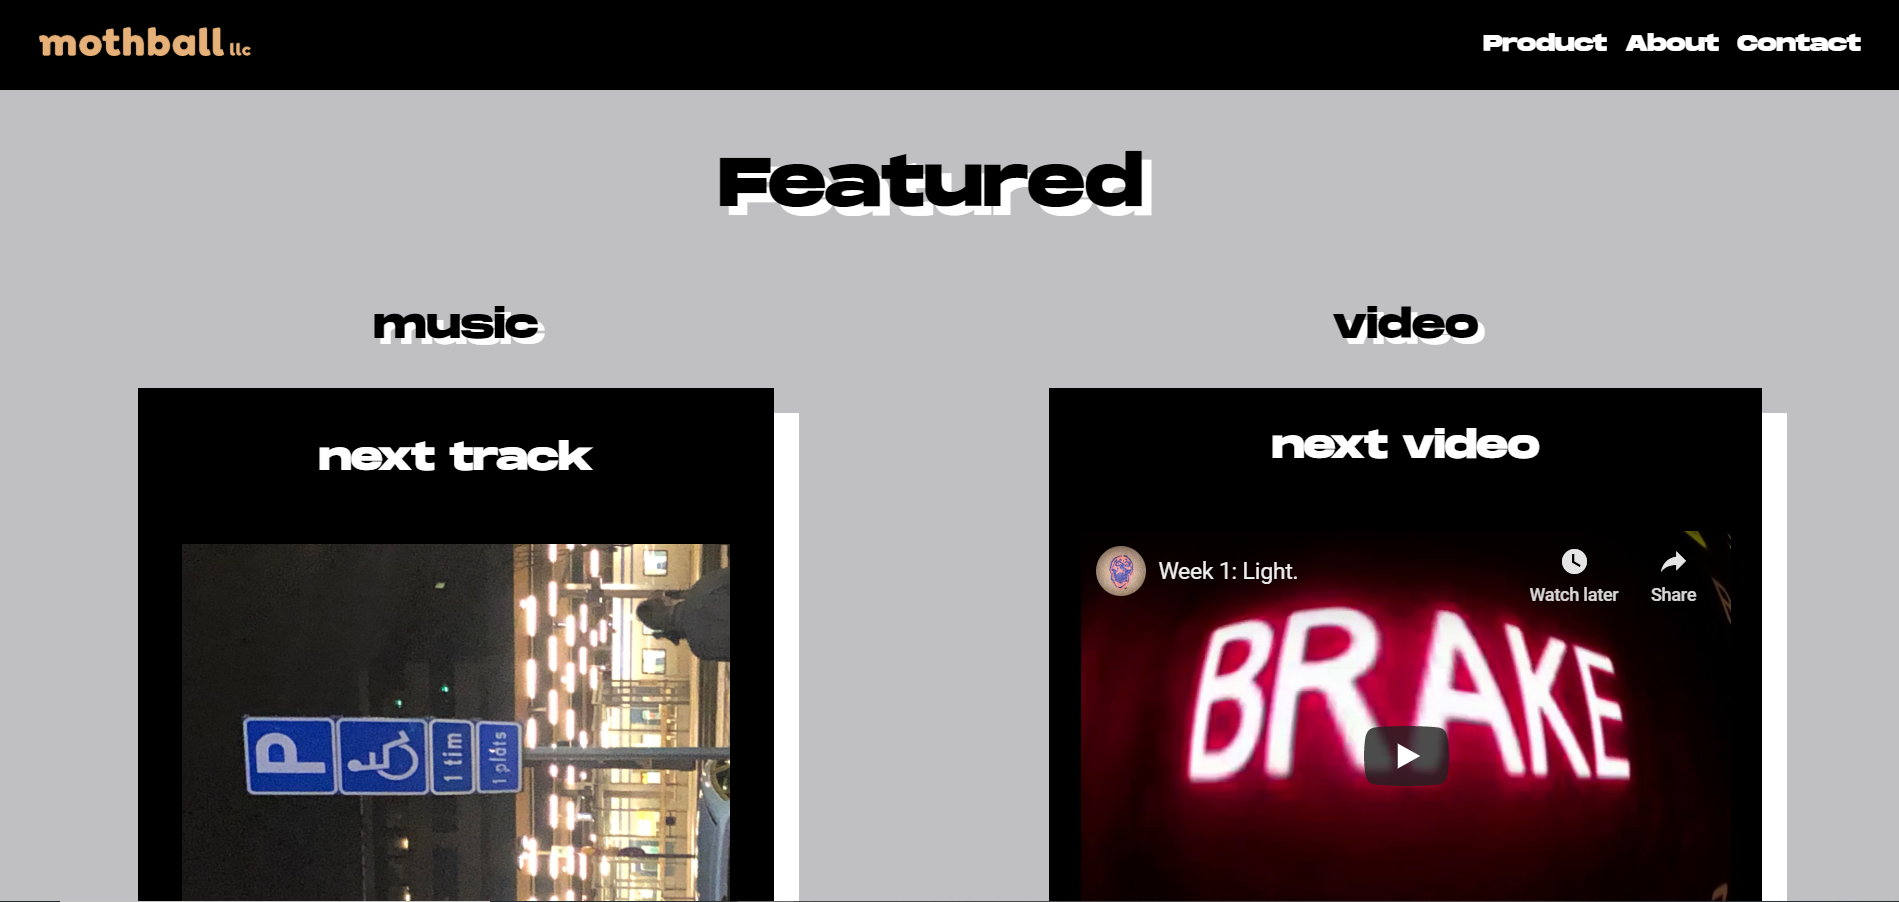 mothball llc
Product About Contact
Featured
music
video
next track
next video
Week 1: Light.
Watch later
Share
BRAKE
P
1 tim
1 plats